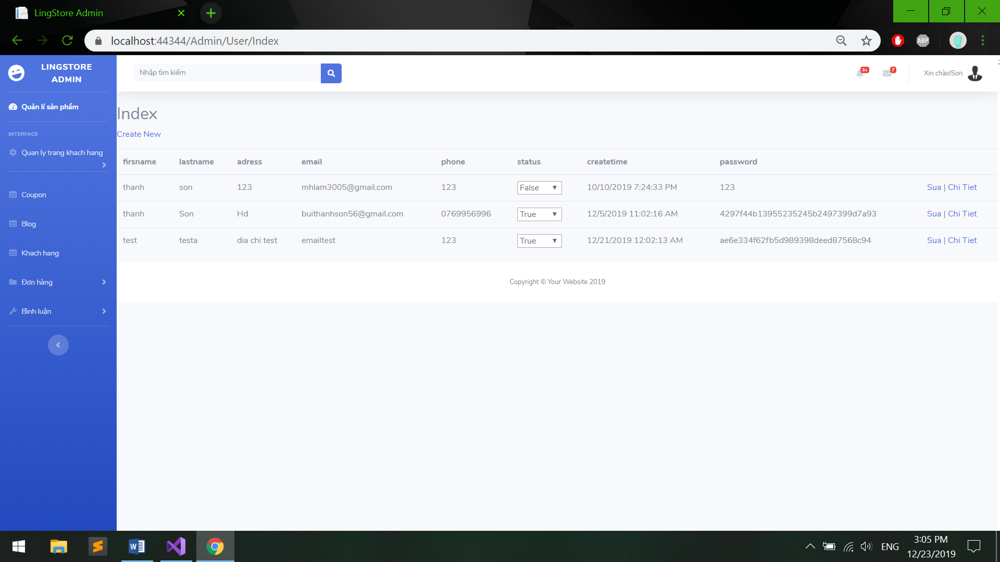 LingStore Admin
localhost:44344/Admin/User/Index
ABP
LINGSTORE
ADMIN
Nhập tìm kiếm
3+
7
Xin chào!Son
;
Quản lí sản phẩm
INTERFACE
Quan ly trang khach hang
Coupon
Blog
Khach hang
Đơn hàng
Bình luận
Index
Create New
firsname lastname adress email phone status createtime password
thanh son 123 mhlam3005@gmail.com 123 False 10/10/2019 7:24:33 PM 123 Sua | Chi Tiet
thanh Son Hd buithanhson56@gmail.com 0769956996 True 12/5/2019 11:02:16 AM 4297f44b13955235245b2497399d7a93 Sua | Chi Tiet
test testa dia chi test emailtest 123 True 12/21/2019 12:02:13 AM ae6e334f62fb5d989398deed87568c94 Sua | Chi Tiet
Copyright © Your Website 2019
ENG
3:05 PM
12/23/2019